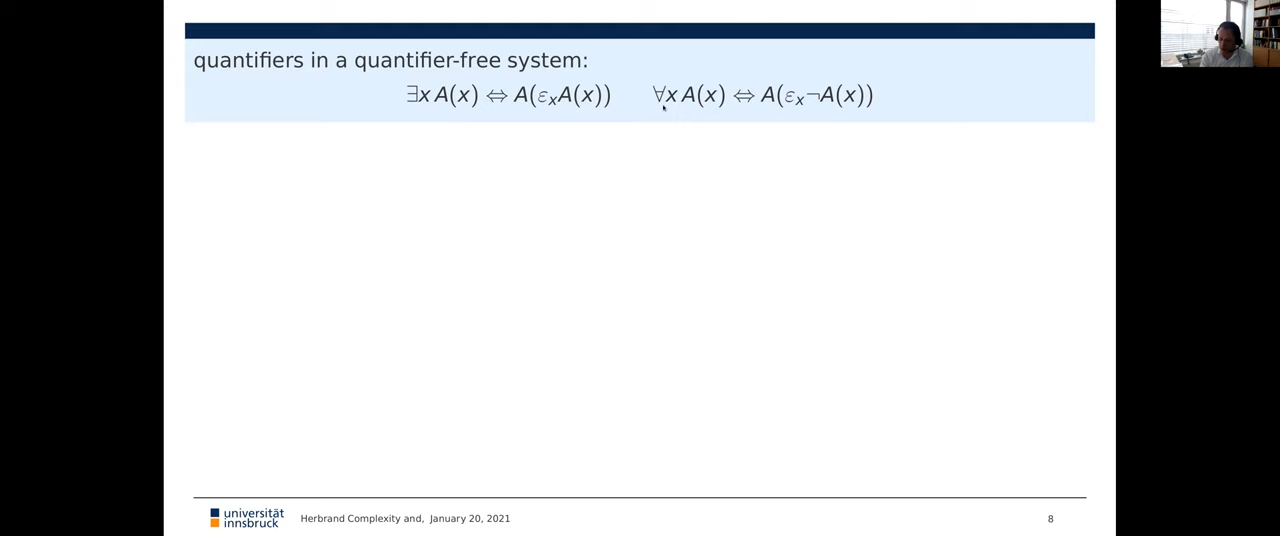 quantifiers in a quantifier-free system:
∃x A(x) ⇔ A(εₓA(x))  ∀x A(x) ⇔ A(εₓ¬A(x))
universität
innsbruck
Herbrand Complexity and, January 20, 2021
8